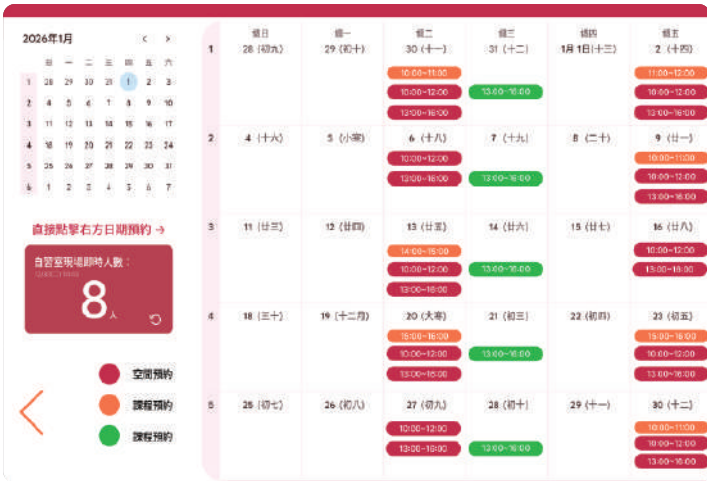 2026年1月 < >
日 一 二 三 四 五 六
1 28 29 30 31 1 2 3
2 4 5 6 7 8 9 10
3 11 12 13 14 15 16 17
4 18 19 20 21 22 23 24
5 25 26 27 28 29 30 31
6 1 2 3 4 5 6 7
直接點擊右方日期預約 →
自習室現場即時人數：
8人
空間預約
課程預約
課程預約
週日 週一 週二 週三 週四 週五
1 28 (初九) 29 (初十) 30 (十一) 31 (十二) 1月 1日(十三) 2 (十四)
10:00~11:00 11:00~12:00
10:00~12:00 13:00~16:00 10:00~12:00
13:00~16:00 13:00~16:00
2 4 (十六) 5 (小寒) 6 (十八) 7 (十九) 8 (二十) 9 (廿一)
10:00~12:00 10:00~11:00
13:00~16:00 13:00~16:00 10:00~12:00
13:00~16:00
3 11 (廿三) 12 (廿四) 13 (廿五) 14 (廿六) 15 (廿七) 16 (廿八)
14:00~15:00 10:00~12:00
10:00~12:00 13:00~16:00 13:00~16:00
13:00~16:00
4 18 (三十) 19 (十二月) 20 (大寒) 21 (初三) 22 (初四) 23 (初五)
15:00~16:00 15:00~16:00
10:00~12:00 13:00~16:00 10:00~12:00
13:00~16:00 13:00~16:00
5 25 (初七) 26 (初八) 27 (初九) 28 (初十) 29 (十一) 30 (十二)
10:00~12:00 10:00~11:00
13:00~16:00 13:00~16:00 10:00~12:00
13:00~16:00